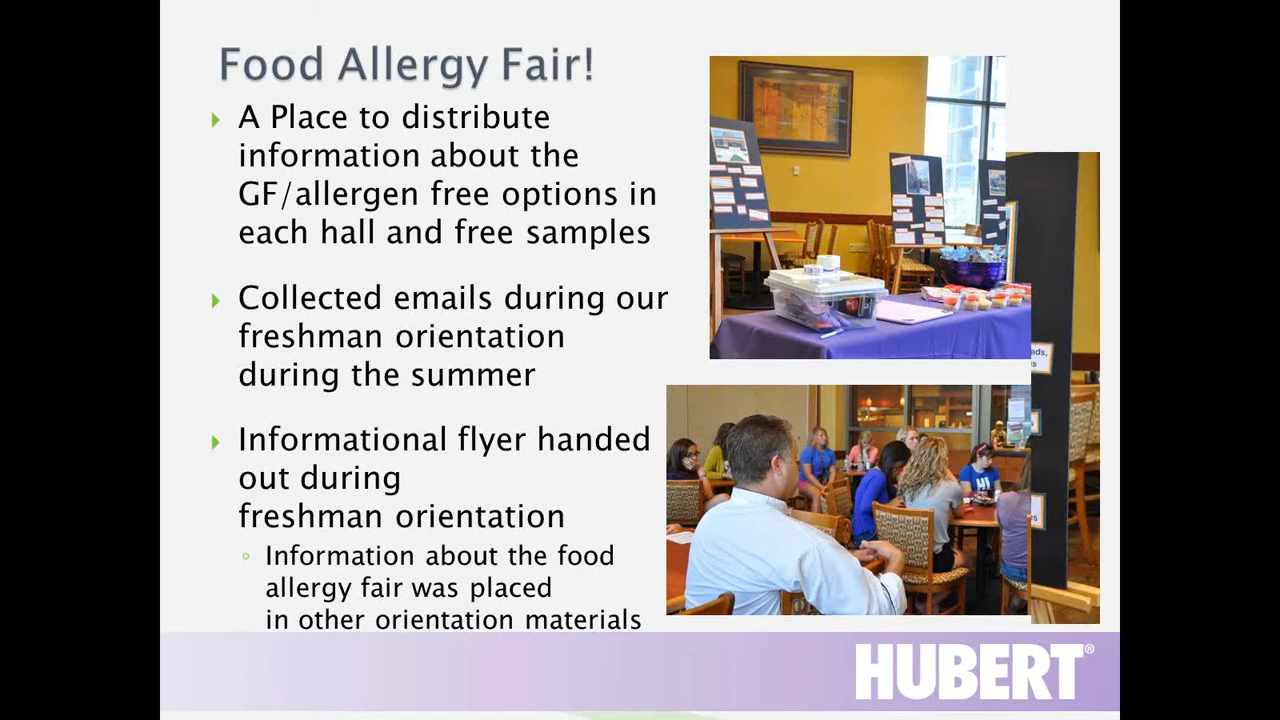 Food Allergy Fair!
A Place to distribute
information about the
GF/allergen free options in
each hall and free samples
Collected emails during our
freshman orientation
during the summer
Informational flyer handed
out during
freshman orientation
Information about the food
allergy fair was placed
in other orientation materials
ads,
HUBERT®